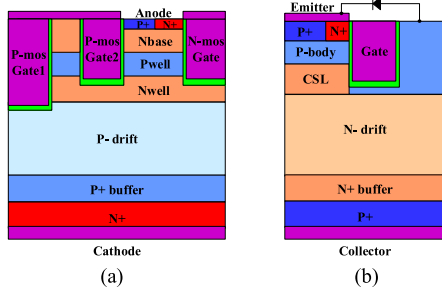 Anode
P-mos Gate1
P-mos Gate2
P+ N+
N-mos Gate
Nbase
Pwell
Nwell
P- drift
P+ buffer
N+
Cathode
(a)
Emitter
P+ N+
P-body
CSL
Gate
N- drift
N+ buffer
P+
Collector
(b)